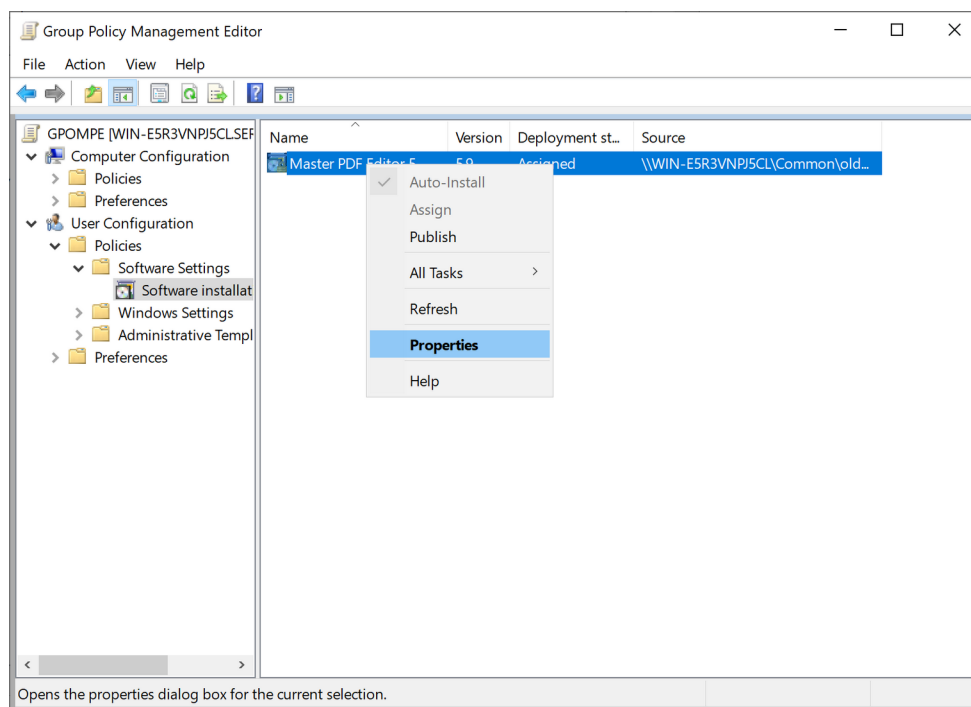 Group Policy Management Editor
File Action View Help
GPOMPE [WIN-E5R3VNPJ5CL.SER
Computer Configuration
Policies
Preferences
User Configuration
Policies
Software Settings
Software installat
Windows Settings
Administrative Templ
Preferences
Name Version Deployment st... Source
Master PDF Editor 5 5.9 Assigned \\WIN-E5R3VNPJ5CL\Common\old...
Auto-Install
Assign
Publish
All Tasks
Refresh
Properties
Help
Opens the properties dialog box for the current selection.